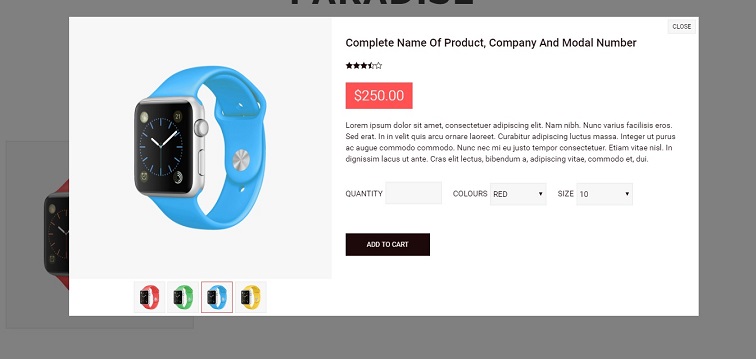 PARADISE
CLOSE
Complete Name Of Product, Company And Modal Number
$250.00
Lorem ipsum dolor sit amet, consectetuer adipiscing elit. Nam nibh. Nunc varius facilisis eros.
Sed erat. In in velit quis arcu ornare laoreet. Curabitur adipiscing luctus massa. Integer ut purus
ac augue commodo commodo. Nunc nec mi eu justo tempor consectetuer. Etiam vitae nisl. In
dignissim lacus ut ante. Cras elit lectus, bibendum a, adipiscing vitae, commodo et, dui.
QUANTITY COLOURS RED SIZE 10
ADD TO CART